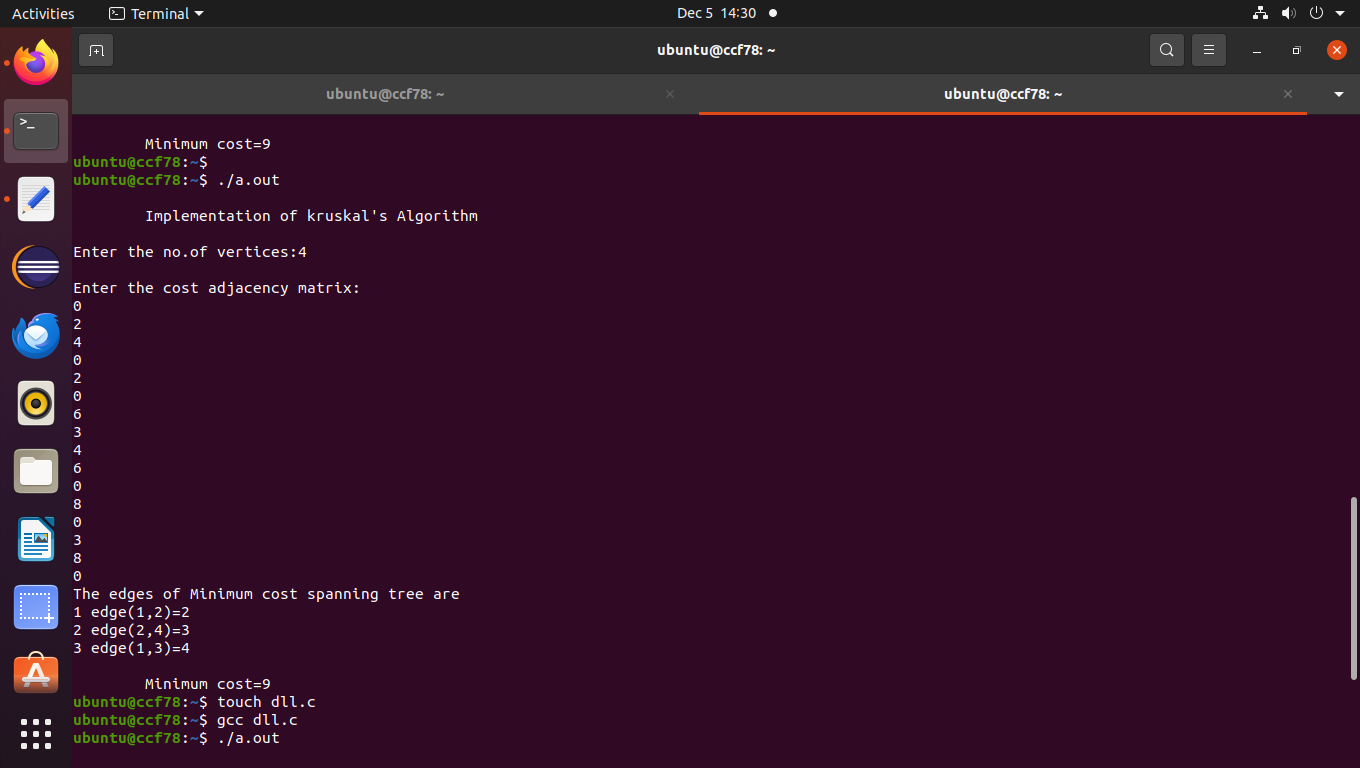 Activities
Terminal
Dec 5 14:30
ubuntu@ccf78: ~
ubuntu@ccf78: ~
ubuntu@ccf78: ~
Minimum cost=9
ubuntu@ccf78:~$
ubuntu@ccf78:~$ ./a.out
Implementation of kruskal's Algorithm
Enter the no.of vertices:4
Enter the cost adjacency matrix:
0
2
4
0
2
0
6
3
4
6
0
8
0
3
8
0
The edges of Minimum cost spanning tree are
1 edge(1,2)=2
2 edge(2,4)=3
3 edge(1,3)=4
Minimum cost=9
ubuntu@ccf78:~$ touch dll.c
ubuntu@ccf78:~$ gcc dll.c
ubuntu@ccf78:~$ ./a.out